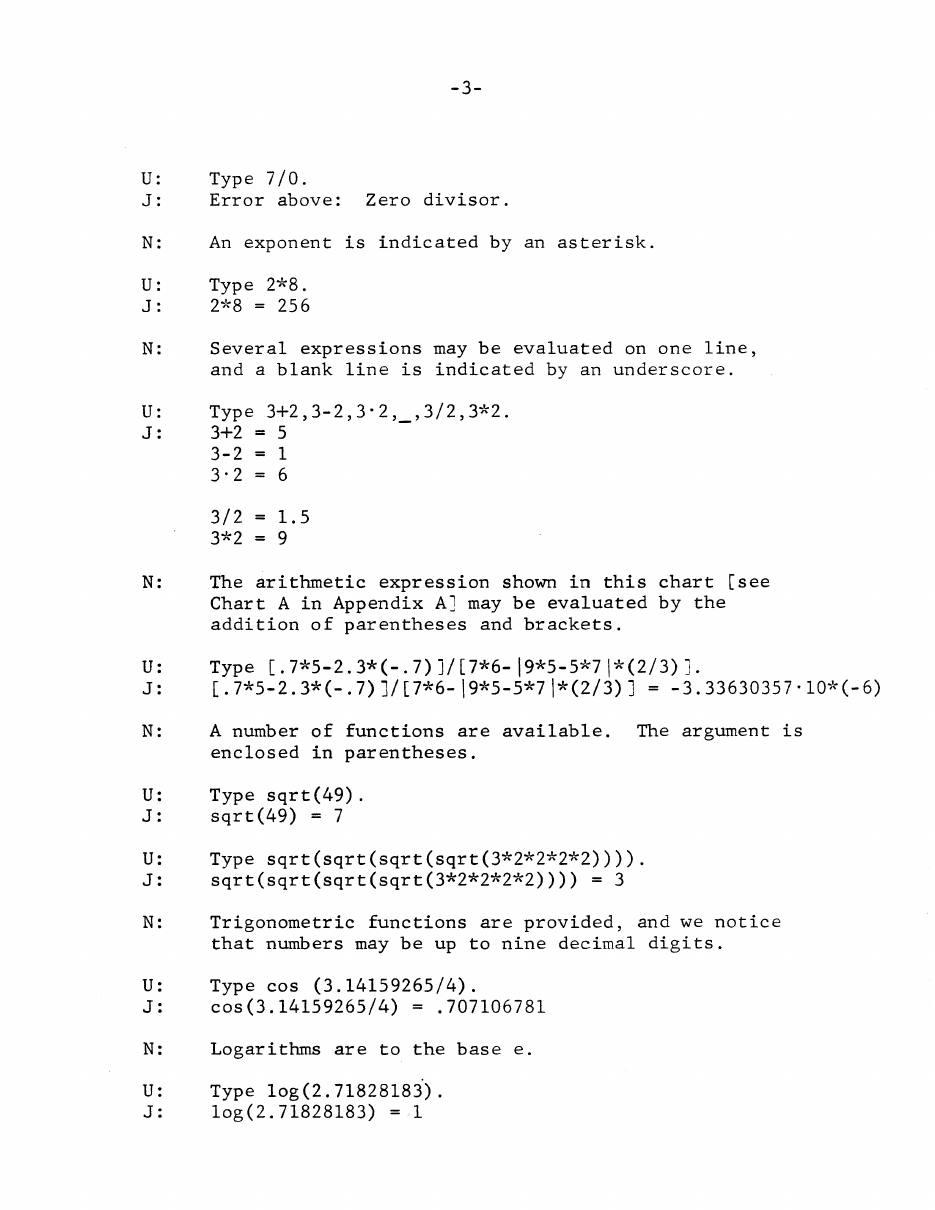 -3-
U: Type 7/0.
J: Error above: Zero divisor.
N: An exponent is indicated by an asterisk.
U: Type 2*8.
J: 2*8 = 256
N: Several expressions may be evaluated on one line,
and a blank line is indicated by an underscore.
U: Type 3+2,3-2,3·2,_,3/2,3*2.
J: 3+2 = 5
3-2 = 1
3·2 = 6
3/2 = 1.5
3*2 = 9
N: The arithmetic expression shown in this chart [see
Chart A in Appendix A] may be evaluated by the
addition of parentheses and brackets.
U: Type [.7*5-2.3*(-.7)]/[7*6-|9*5-5*7|*(2/3)].
J: [.7*5-2.3*(-.7)]/[7*6-|9*5-5*7|*(2/3)] = -3.33630357·10*(-6)
N: A number of functions are available. The argument is
enclosed in parentheses.
U: Type sqrt(49).
J: sqrt(49) = 7
U: Type sqrt(sqrt(sqrt(sqrt(3*2*2*2*2)))).
J: sqrt(sqrt(sqrt(sqrt(3*2*2*2*2)))) = 3
N: Trigonometric functions are provided, and we notice
that numbers may be up to nine decimal digits.
U: Type cos (3.14159265/4).
J: cos(3.14159265/4) = .707106781
N: Logarithms are to the base e.
U: Type log(2.71828183).
J: log(2.71828183) = 1